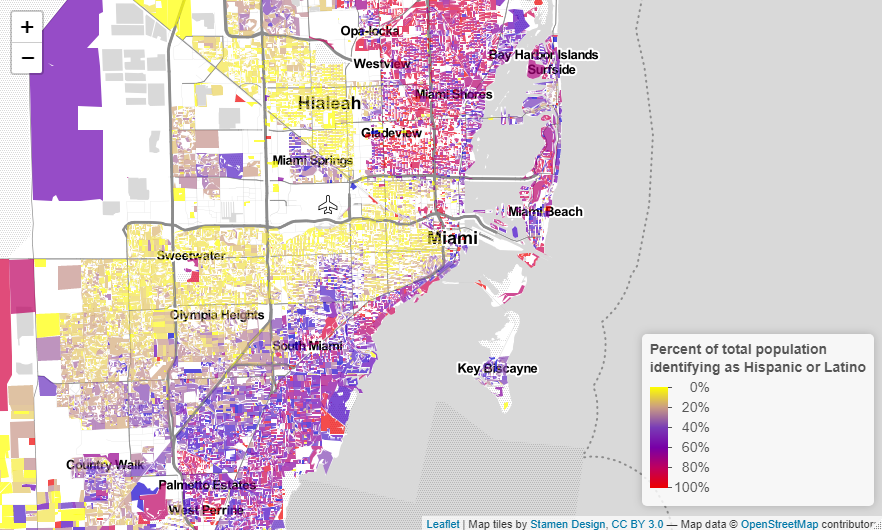 +
−
Opa-locka
Westview
Bay Harbor Islands
Surfside
Miami Shores
Hialeah
Gladeview
Miami Springs
Miami Beach
Miami
Sweetwater
Olympia Heights
South Miami
Key Biscayne
Country Walk
Palmetto Estates
West Perrine
Percent of total population
identifying as Hispanic or Latino
0%
20%
40%
60%
80%
100%
Leaflet | Map tiles by Stamen Design, CC BY 3.0 — Map data © OpenStreetMap contributors